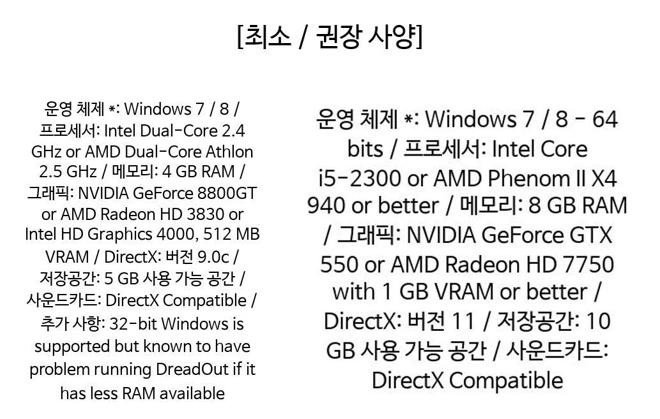 [최소 / 권장 사양]
운영 체제 *: Windows 7 / 8 /
프로세서: Intel Dual-Core 2.4
GHz or AMD Dual-Core Athlon
2.5 GHz / 메모리: 4 GB RAM /
그래픽: NVIDIA GeForce 8800GT
or AMD Radeon HD 3830 or
Intel HD Graphics 4000, 512 MB
VRAM / DirectX: 버전 9.0c /
저장공간: 5 GB 사용 가능 공간 /
사운드카드: DirectX Compatible /
추가 사항: 32-bit Windows is
supported but known to have
problem running DreadOut if it
has less RAM available
운영 체제 *: Windows 7 / 8 - 64
bits / 프로세서: Intel Core
i5-2300 or AMD Phenom II X4
940 or better / 메모리: 8 GB RAM
/ 그래픽: NVIDIA GeForce GTX
550 or AMD Radeon HD 7750
with 1 GB VRAM or better /
DirectX: 버전 11 / 저장공간: 10
GB 사용 가능 공간 / 사운드카드:
DirectX Compatible